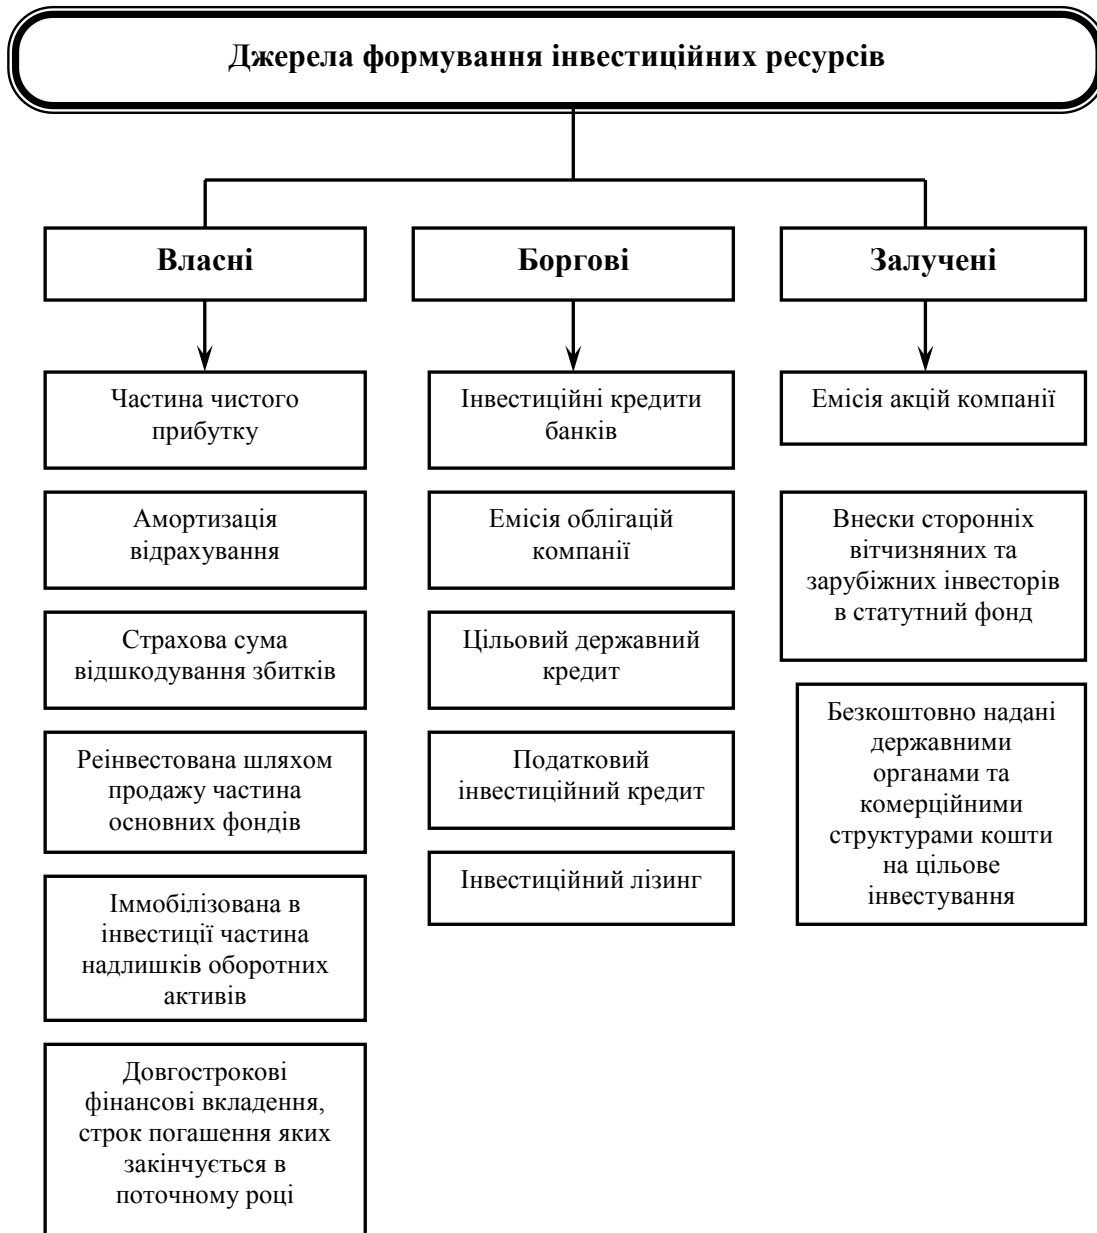 Джерела формування інвестиційних ресурсів
Власні
Боргові
Залучені
Частина чистого
прибутку
Амортизація
відрахування
Страхова сума
відшкодування збитків
Реінвестована шляхом
продажу частина
основних фондів
Іммобілізована в
інвестиції частина
надлишків оборотних
активів
Довгострокові
фінансові вкладення,
строк погашення яких
закінчується в
поточному році
Інвестиційні кредити
банків
Емісія облігацій
компанії
Цільовий державний
кредит
Податковий
інвестиційний кредит
Інвестиційний лізинг
Емісія акцій компанії
Внески сторонніх
вітчизняних та
зарубіжних інвесторів
в статутний фонд
Безкоштовно надані
державними
органами та
комерційними
структурами кошти
на цільове
інвестування